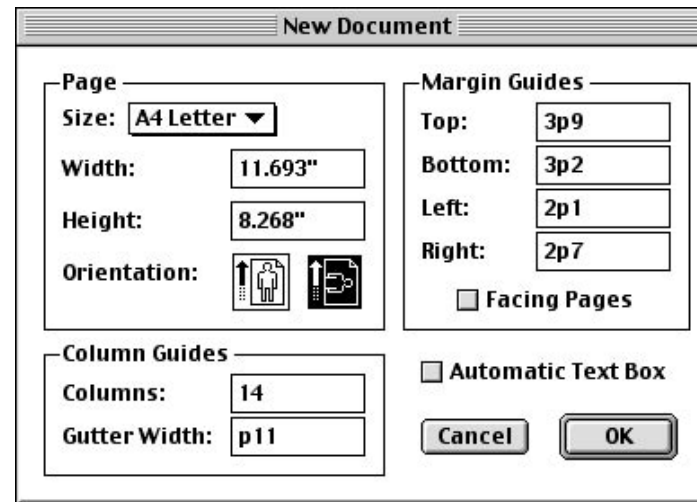 New Document
Page
Size: A4 Letter
Width: 11.693"
Height: 8.268"
Orientation:
Margin Guides
Top: 3p9
Bottom: 3p2
Left: 2p1
Right: 2p7
Facing Pages
Column Guides
Columns: 14
Gutter Width: p11
Automatic Text Box
Cancel OK